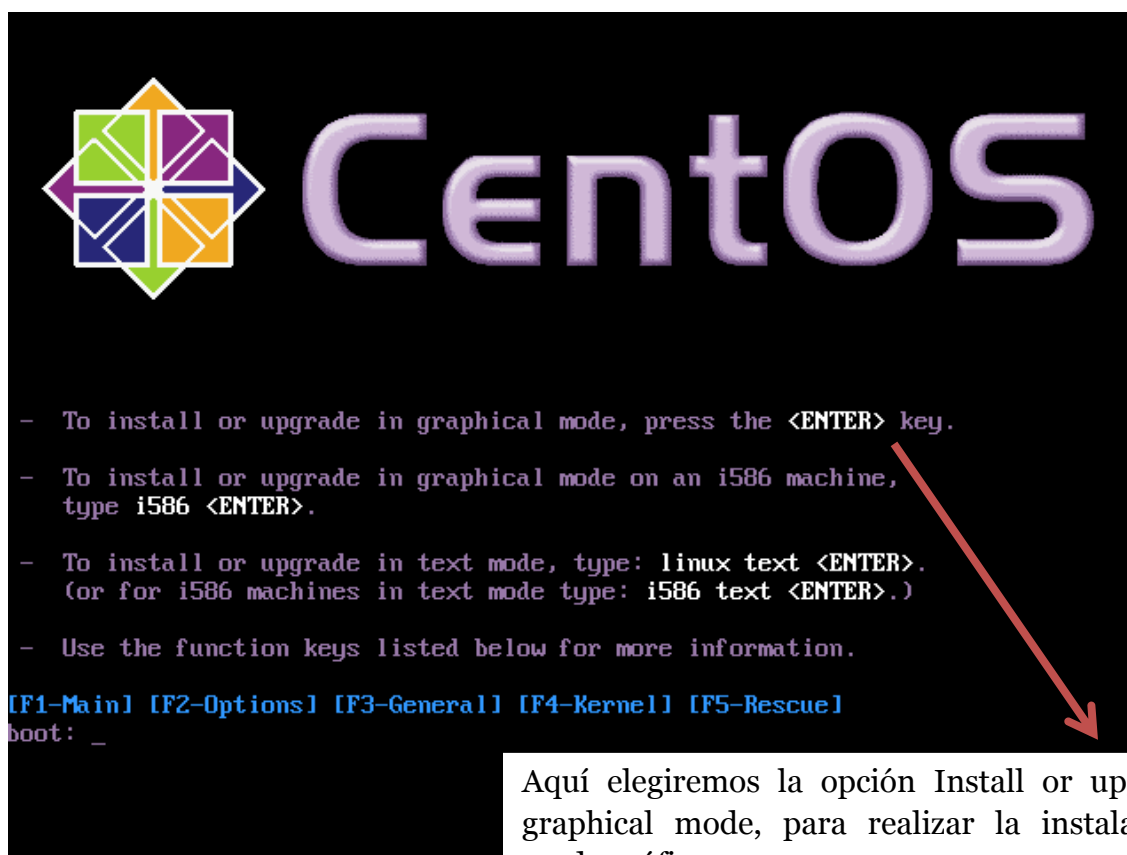 CentOS
- To install or upgrade in graphical mode, press the <ENTER> key.
- To install or upgrade in graphical mode on an i586 machine,
type i586 <ENTER>.
- To install or upgrade in text mode, type: linux text <ENTER>.
(or for i586 machines in text mode type: i586 text <ENTER>.)
- Use the function keys listed below for more information.
[F1-Main] [F2-Options] [F3-General] [F4-Kernel] [F5-Rescue]
boot: _
Aquí elegiremos la opción Install or up
graphical mode, para realizar la instala